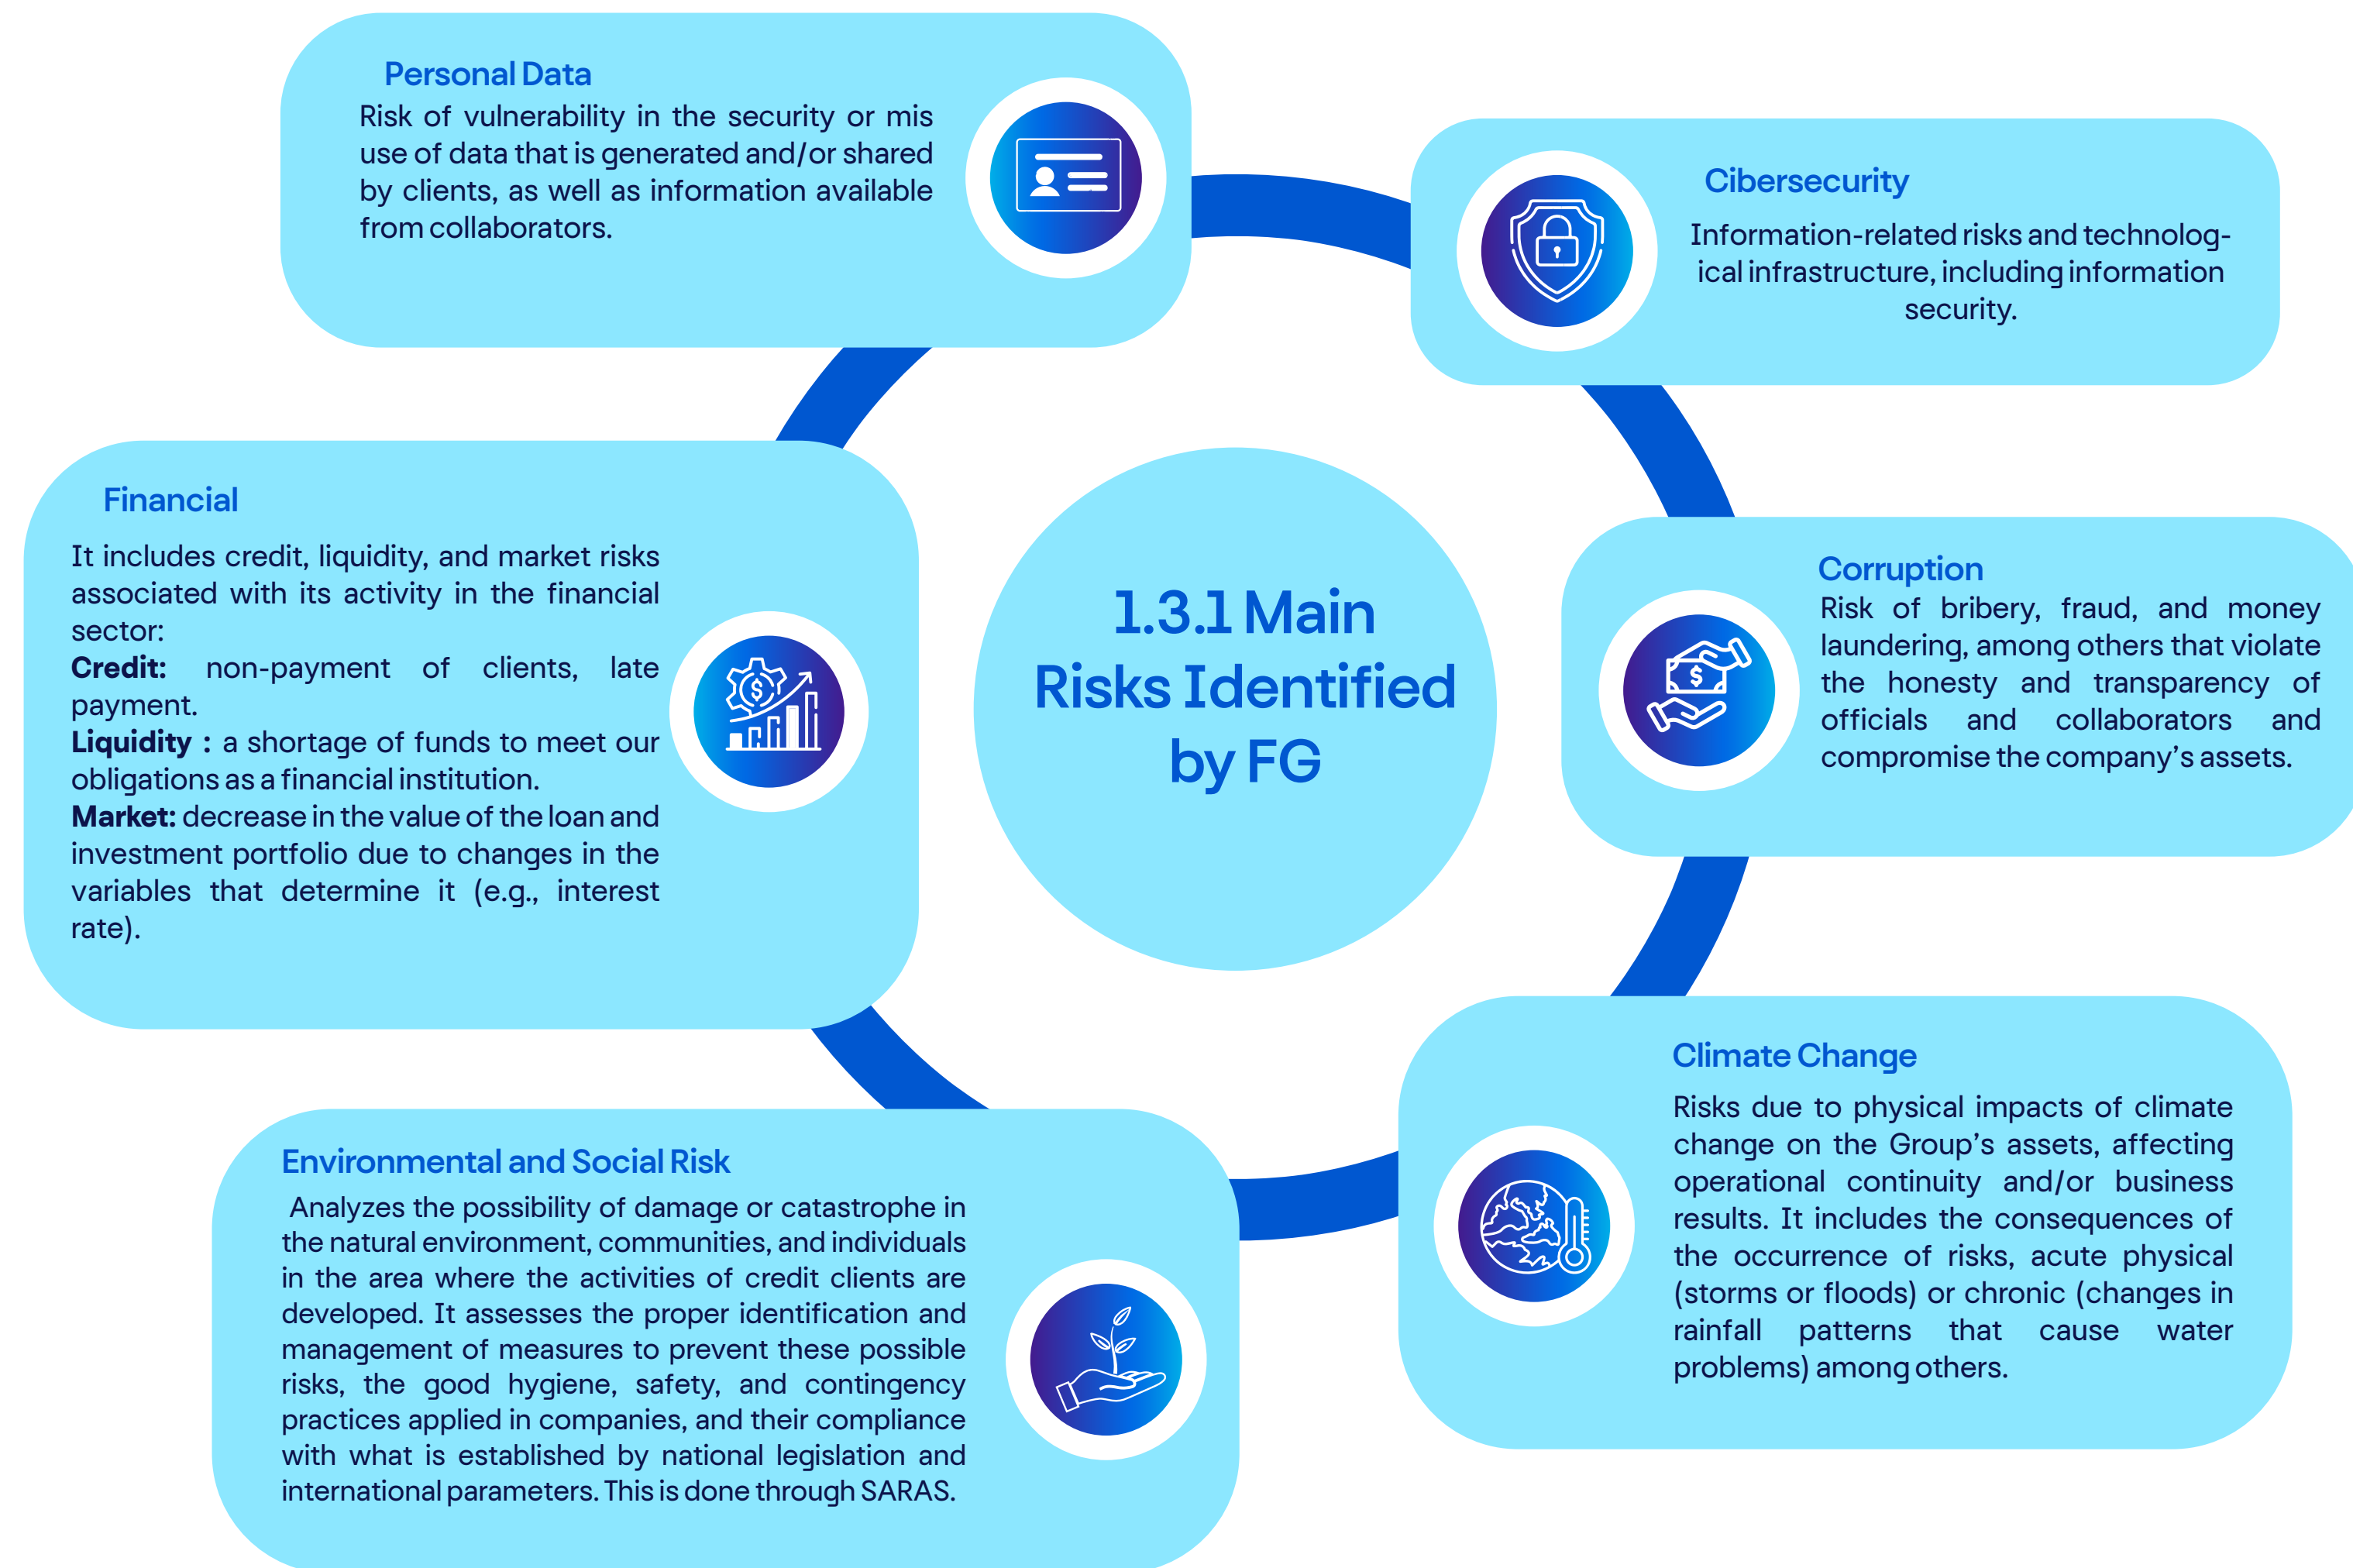 Personal Data
Risk of vulnerability in the security or mis
use of data that is generated and/or shared
by clients, as well as information available
from collaborators.
Cibersecurity
Information-related risks and technolog-
ical infrastructure, including information
security.
Financial
It includes credit, liquidity, and market risks
associated with its activity in the financial
sector:
Credit: non-payment of clients, late
payment.
Liquidity : a shortage of funds to meet our
obligations as a financial institution.
Market: decrease in the value of the loan and
investment portfolio due to changes in the
variables that determine it (e.g., interest
rate).
1.3.1 Main
Risks Identified
by FG
Corruption
Risk of bribery, fraud, and money
laundering, among others that violate
the honesty and transparency of
officials and collaborators and
compromise the company's assets.
Environmental and Social Risk
Analyzes the possibility of damage or catastrophe in
the natural environment, communities, and individuals
in the area where the activities of credit clients are
developed. It assesses the proper identification and
management of measures to prevent these possible
risks, the good hygiene, safety, and contingency
practices applied in companies, and their compliance
with what is established by national legislation and
international parameters. This is done through SARAS.
Climate Change
Risks due to physical impacts of climate
change on the Group's assets, affecting
operational continuity and/or business
results. It includes the consequences of
the occurrence of risks, acute physical
(storms or floods) or chronic (changes in
rainfall patterns that cause water
problems) among others.